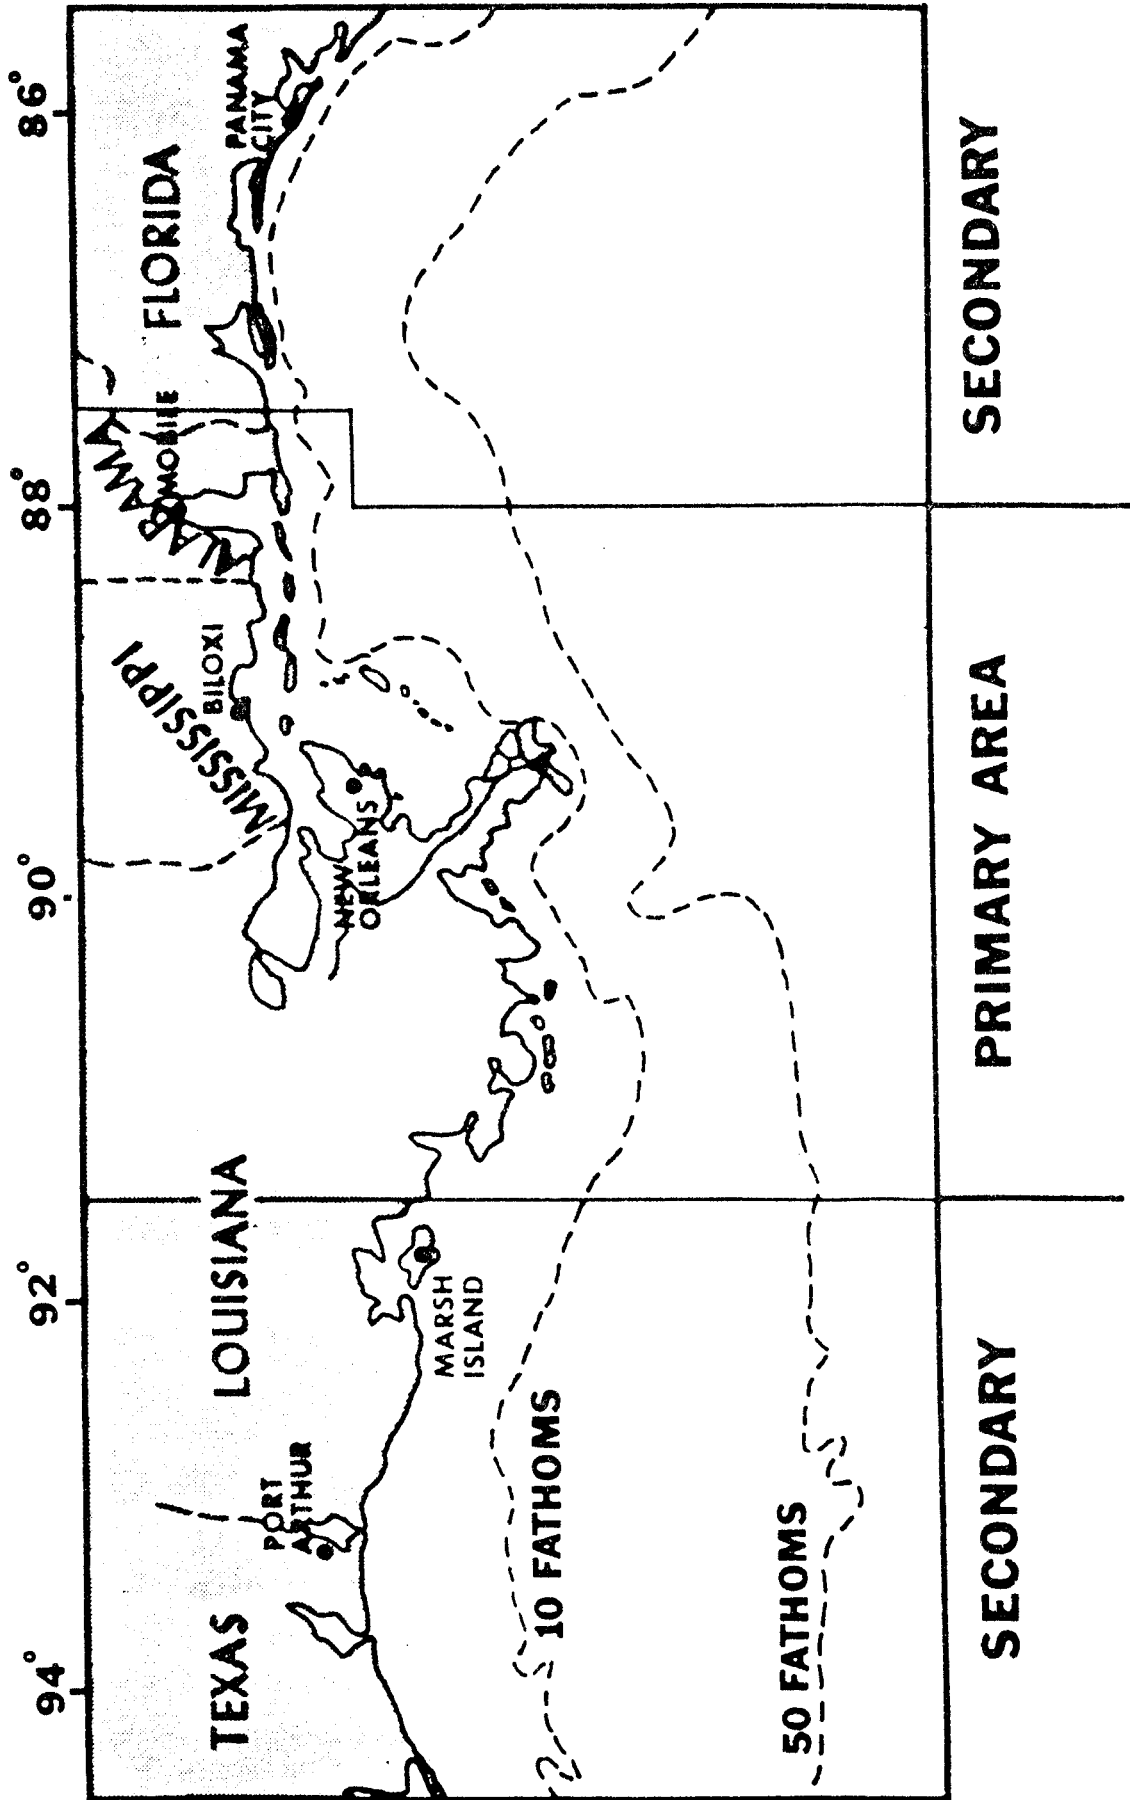 94°
92°
90°
88°
86°
TEXAS
LOUISIANA
MISSISSIPPI
ALABAMA
FLORIDA
PORT
ARTHUR
MARSH
ISLAND
NEW
ORLEANS
BILOXI
MOBILE
PANAMA
CITY
10 FATHOMS
50 FATHOMS
SECONDARY
PRIMARY AREA
SECONDARY